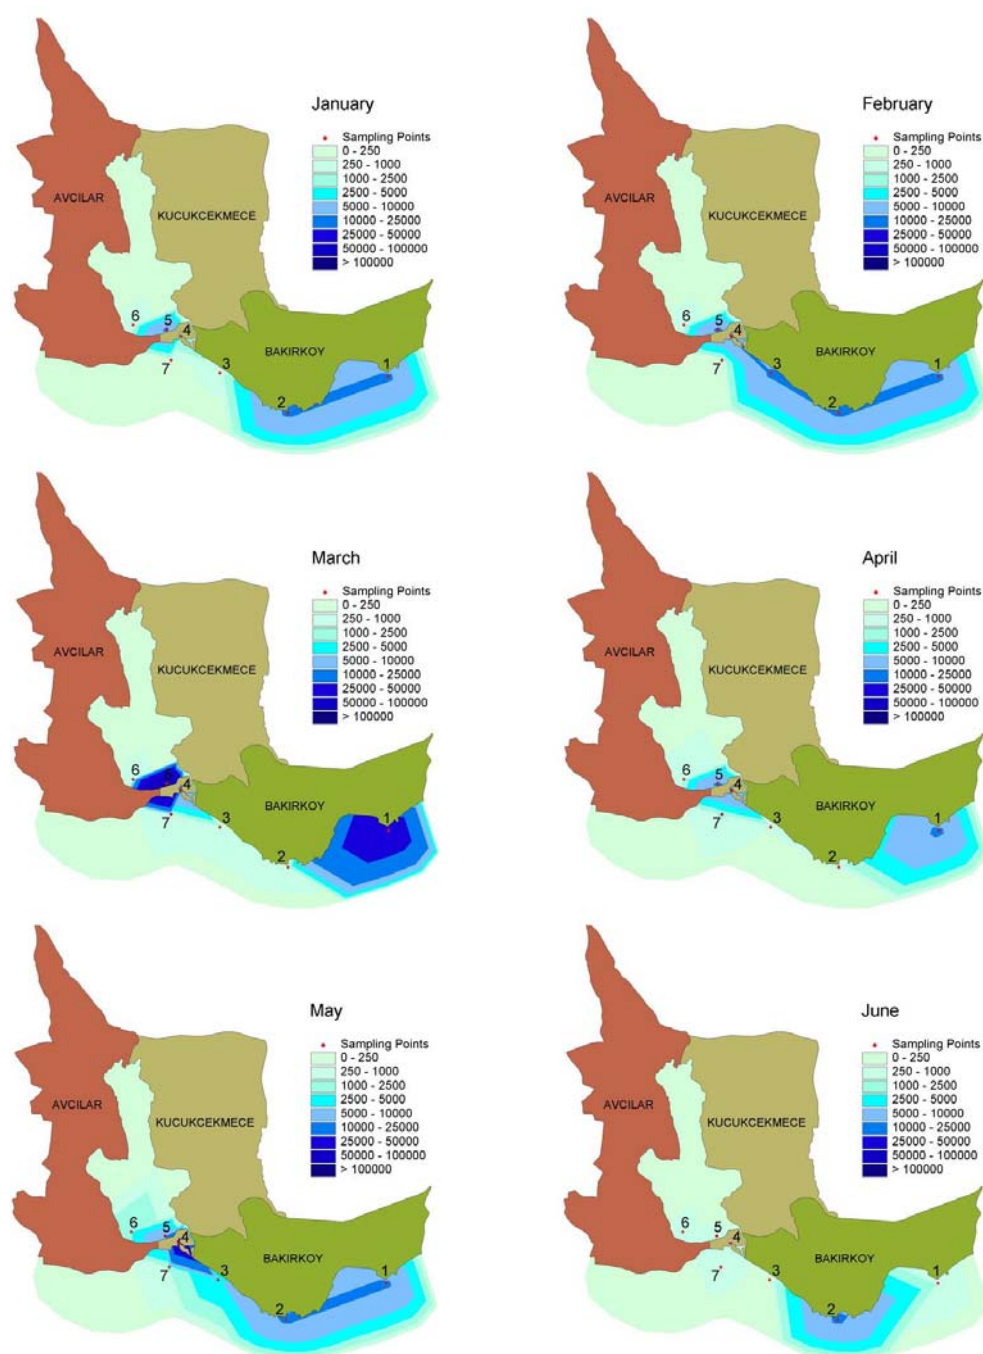 January
Sampling Points
0 - 250
250 - 1000
1000 - 2500
2500 - 5000
5000 - 10000
10000 - 25000
25000 - 50000
50000 - 100000
> 100000
AVCILAR
KUCUKCEKMECE
BAKIRKOY
6
5
4
7
3
2
1
February
Sampling Points
0 - 250
250 - 1000
1000 - 2500
2500 - 5000
5000 - 10000
10000 - 25000
25000 - 50000
50000 - 100000
> 100000
AVCILAR
KUCUKCEKMECE
BAKIRKOY
6
5
4
7
3
2
1
March
Sampling Points
0 - 250
250 - 1000
1000 - 2500
2500 - 5000
5000 - 10000
10000 - 25000
25000 - 50000
50000 - 100000
> 100000
AVCILAR
KUCUKCEKMECE
BAKIRKOY
6
5
4
7
3
2
1
April
Sampling Points
0 - 250
250 - 1000
1000 - 2500
2500 - 5000
5000 - 10000
10000 - 25000
25000 - 50000
50000 - 100000
> 100000
AVCILAR
KUCUKCEKMECE
BAKIRKOY
6
5
4
7
3
2
1
May
Sampling Points
0 - 250
250 - 1000
1000 - 2500
2500 - 5000
5000 - 10000
10000 - 25000
25000 - 50000
50000 - 100000
> 100000
AVCILAR
KUCUKCEKMECE
BAKIRKOY
6
5
4
7
3
2
1
June
Sampling Points
0 - 250
250 - 1000
1000 - 2500
2500 - 5000
5000 - 10000
10000 - 25000
25000 - 50000
50000 - 100000
> 100000
AVCILAR
KUCUKCEKMECE
BAKIRKOY
6
5
4
7
3
2
1